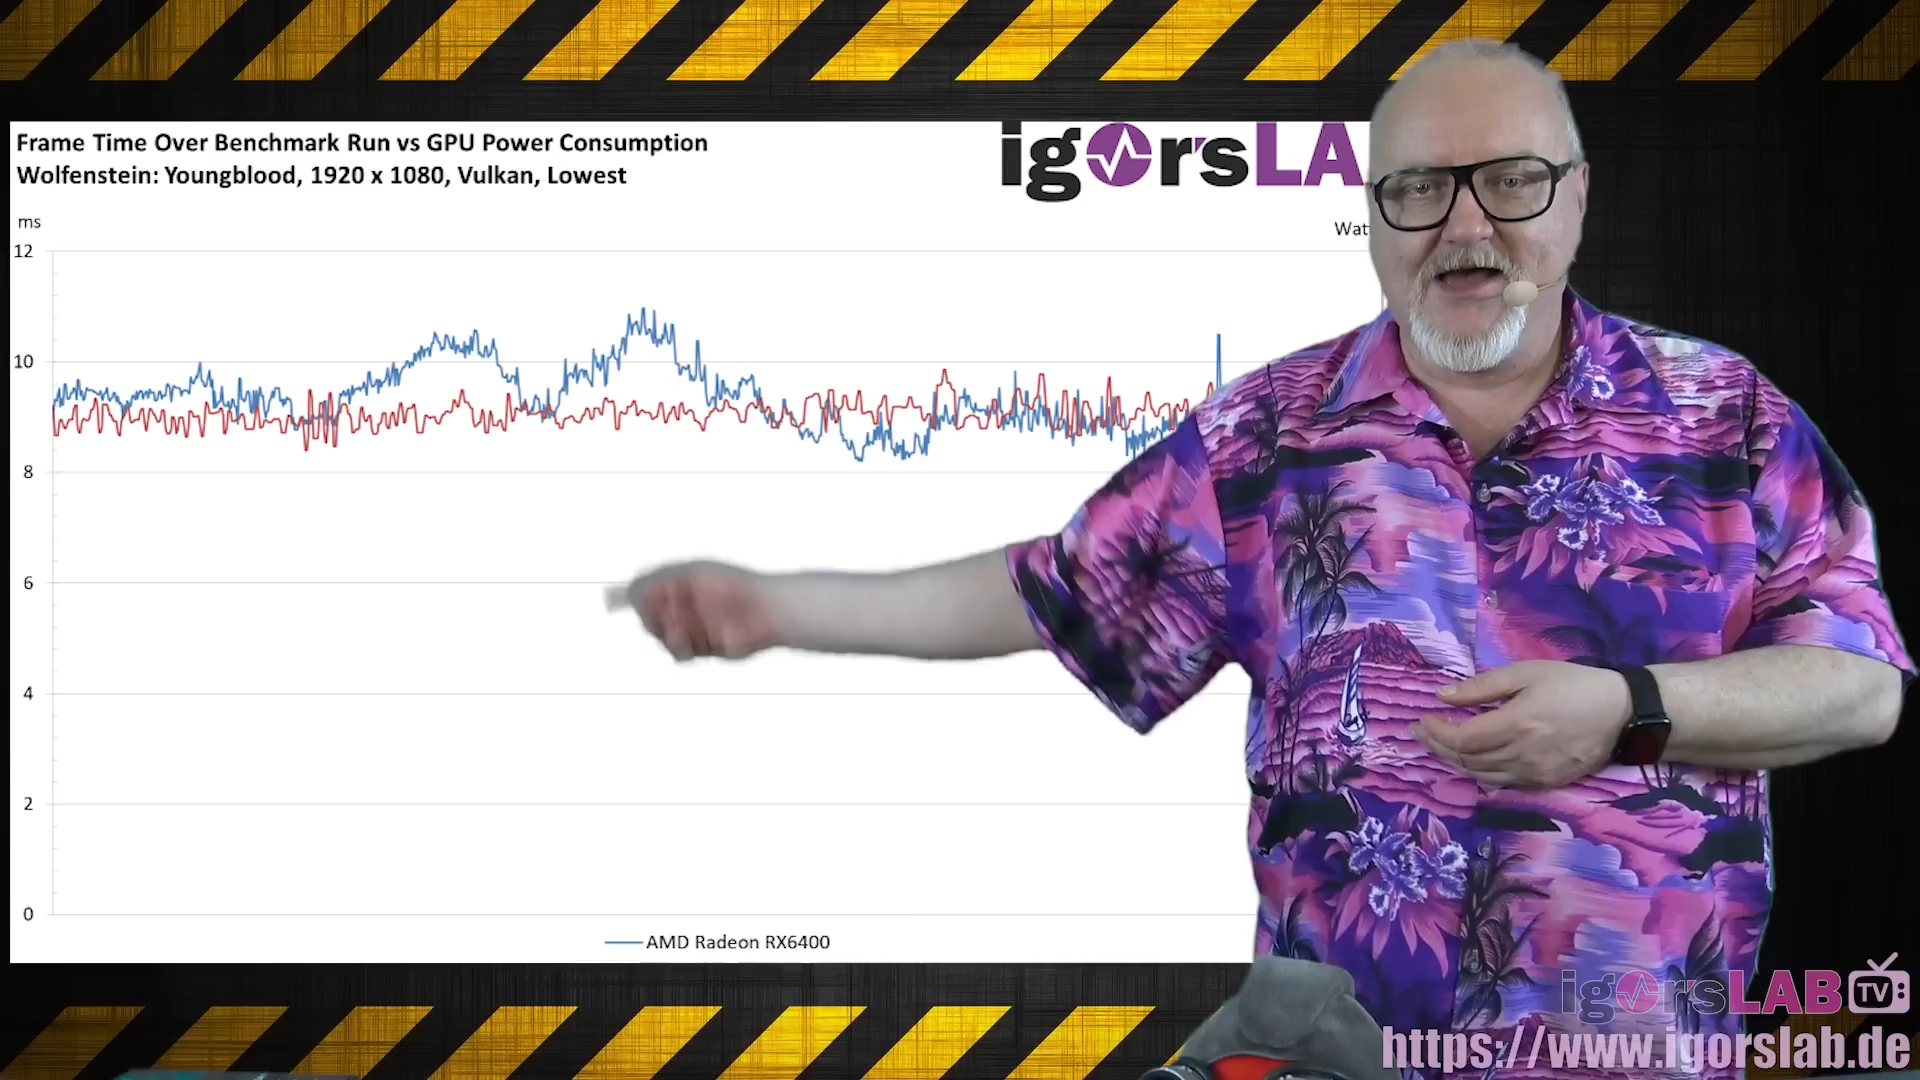 Frame Time Over Benchmark Run vs GPU Power Consumption
Wolfenstein: Youngblood, 1920 x 1080, Vulkan, Lowest
igorsLA
ms
12
10
8
6
4
2
0
AMD Radeon RX6400
igorsLAB TV
https://www.igorslab.de